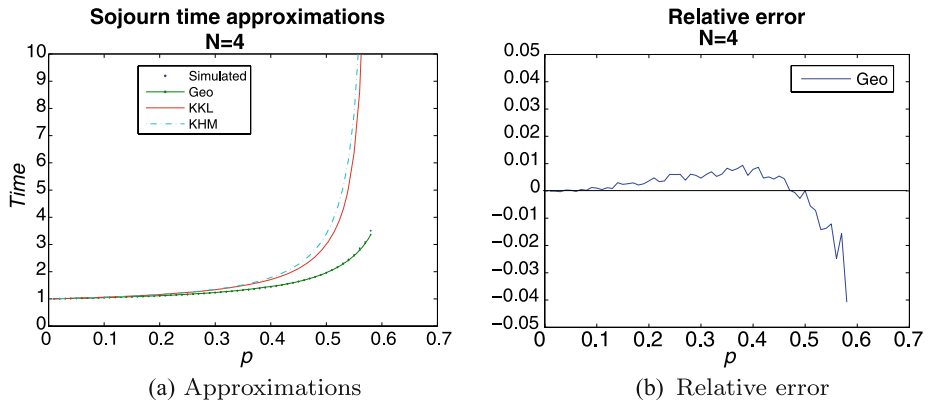 Sojourn time approximations
N=4
10
9
8
7
6
5
4
3
2
1
0
Time
Simulated
Geo
KKL
KHM
0 0.1 0.2 0.3 0.4 0.5 0.6 0.7
p
(a) Approximations
Relative error
N=4
0.05
0.04
0.03
0.02
0.01
0
−0.01
−0.02
−0.03
−0.04
−0.05
Geo
0 0.1 0.2 0.3 0.4 0.5 0.6 0.7
p
(b) Relative error